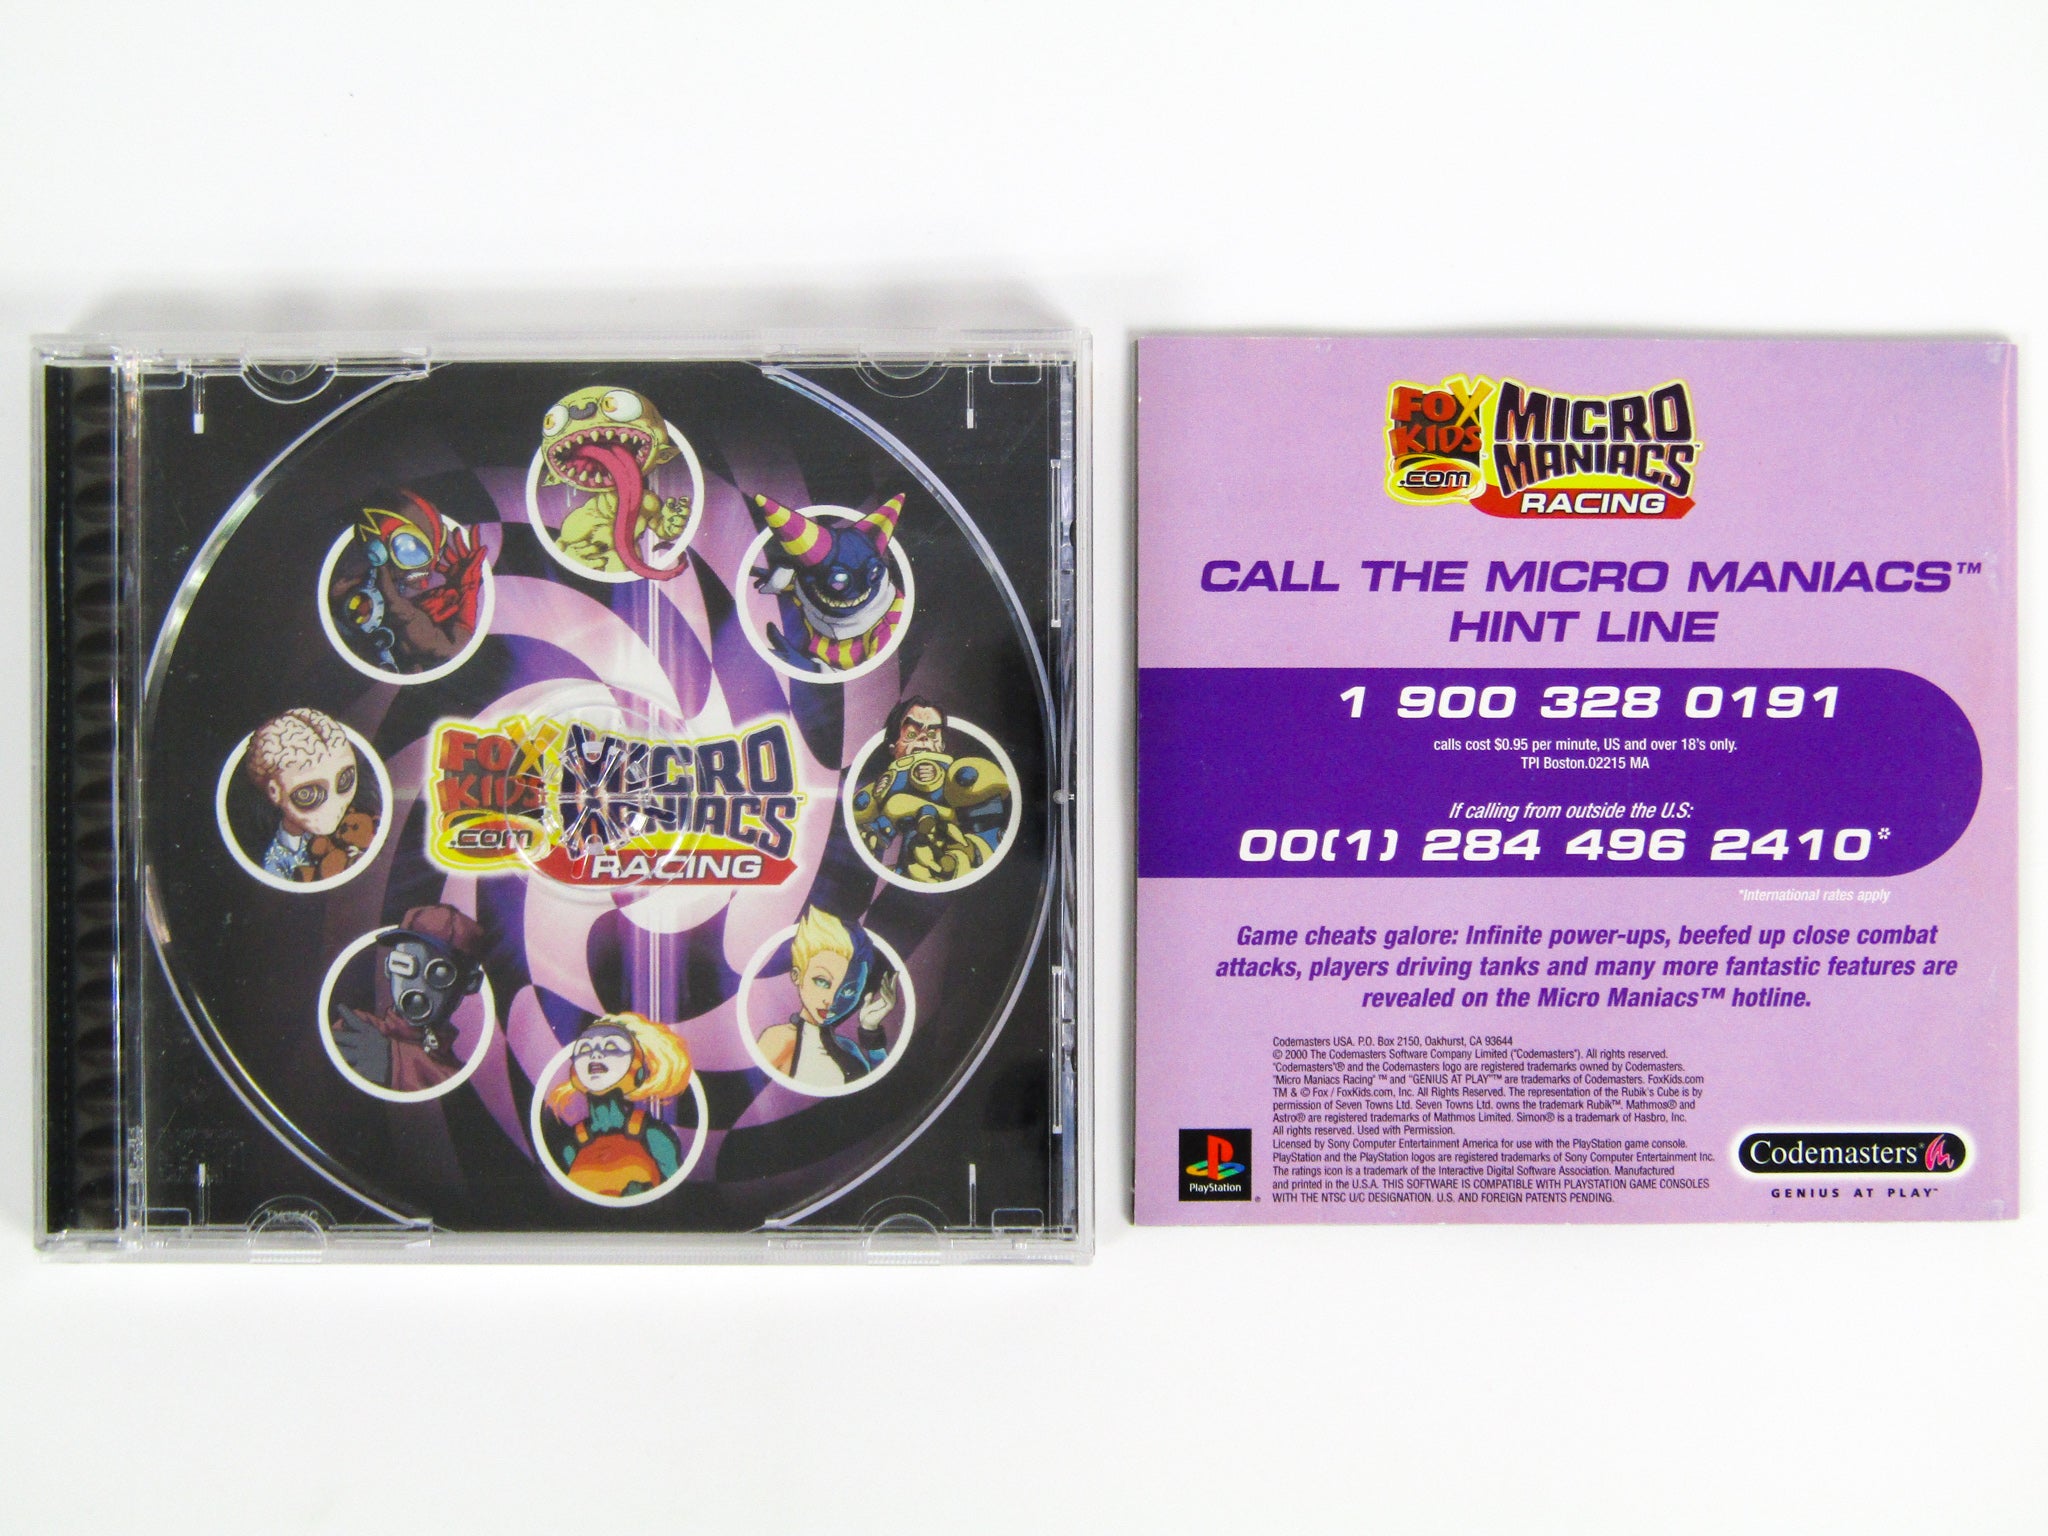 FOX KIDS .COM MICRO MANIACS RACING
FOX KIDS .COM MICRO MANIACS™ RACING
CALL THE MICRO MANIACS™
HINT LINE
1 900 328 0191
calls cost $0.95 per minute, US and over 18's only.
TPI Boston.02215 MA
If calling from outside the U.S:
00(1) 284 496 2410*
*International rates apply
Game cheats galore: Infinite power-ups, beefed up close combat
attacks, players driving tanks and many more fantastic features are
revealed on the Micro Maniacs™ hotline.
Codemasters USA. P.O. Box 2150, Oakhurst, CA 93644
© 2000 The Codemasters Software Company Limited ("Codemasters"). All rights reserved.
"Codemasters"® and the Codemasters logo are registered trademarks owned by Codemasters.
"Micro Maniacs Racing" ™ and "GENIUS AT PLAY"™ are trademarks of Codemasters. FoxKids.com
TM & © Fox / FoxKids.com, Inc. All Rights Reserved. The representation of the Rubik's Cube is by
permission of Seven Towns Ltd. Seven Towns Ltd. owns the trademark Rubik™. Mathmos® and
Astro® are registered trademarks of Mathmos Limited. Simon® is a trademark of Hasbro, Inc.
All rights reserved. Used with Permission.
Licensed by Sony Computer Entertainment America for use with the PlayStation game console.
PlayStation and the PlayStation logos are registered trademarks of Sony Computer Entertainment Inc.
The ratings icon is a trademark of the Interactive Digital Software Association. Manufactured
and printed in the U.S.A. THIS SOFTWARE IS COMPATIBLE WITH PLAYSTATION GAME CONSOLES
WITH THE NTSC U/C DESIGNATION. U.S. AND FOREIGN PATENTS PENDING.
PlayStation ®
Codemasters®
GENIUS AT PLAY™